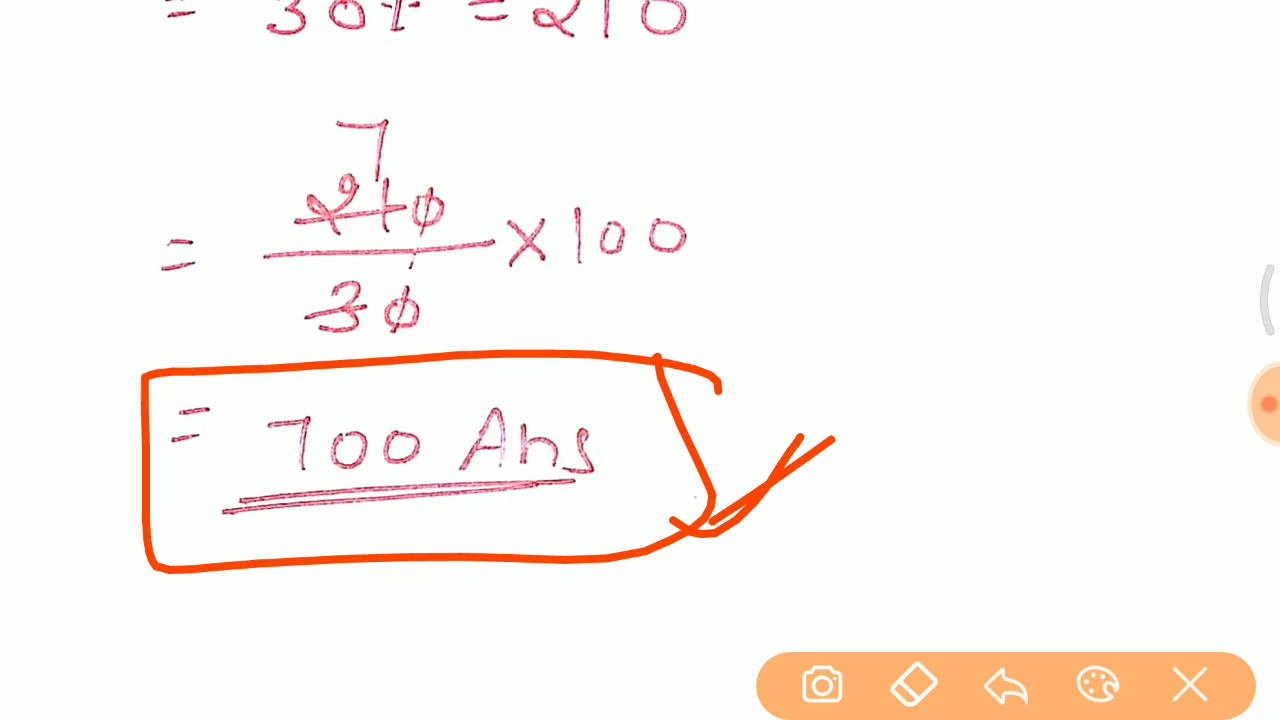 = 30% = 210
7
= 210/30 × 100
= 700 Ans